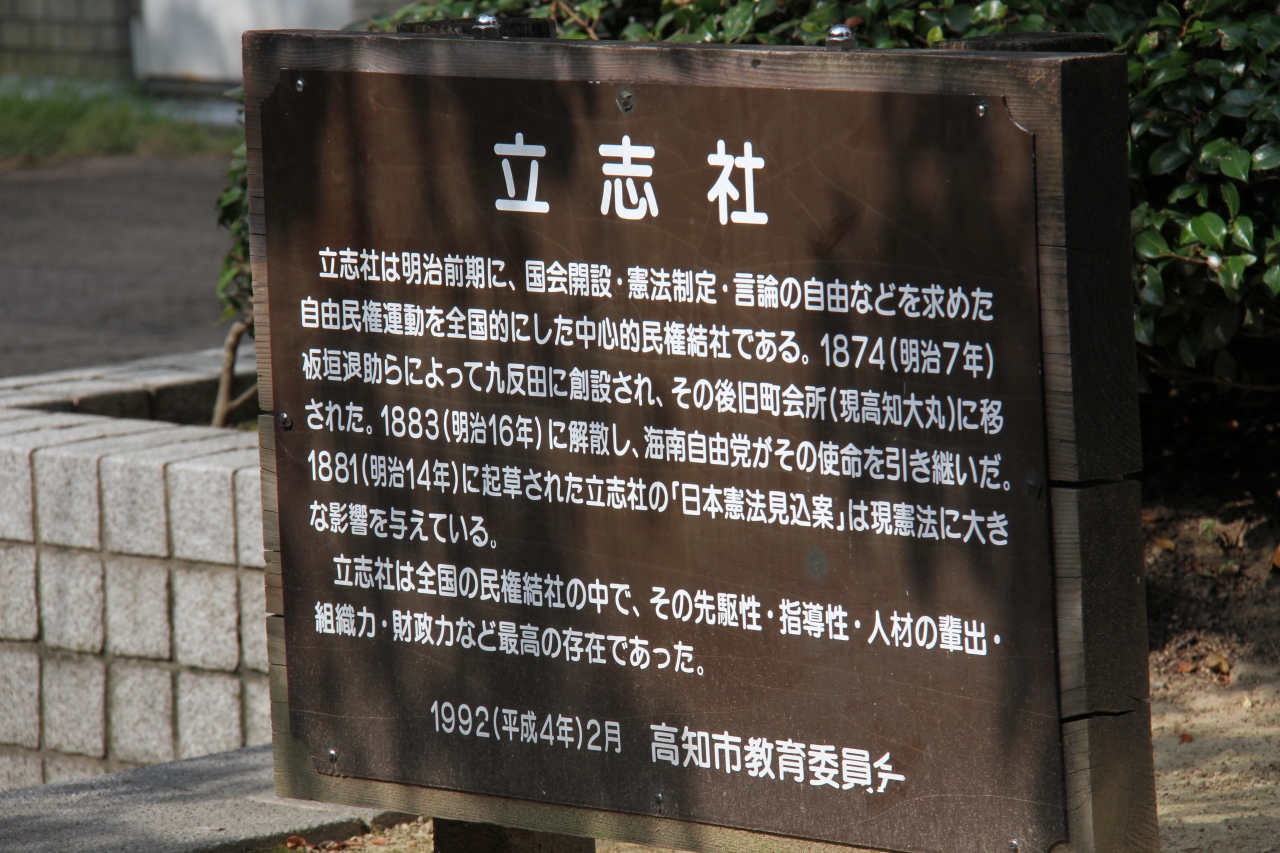 立志社
立志社は明治前期に、国会開設・憲法制定・言論の自由などを求めた
自由民権運動を全国的にした中心的民権結社である。1874(明治7年)
板垣退助らによって九反田に創設され、その後旧町会所(現高知大丸)に移
された。1883(明治16年)に解散し、海南自由党がその使命を引き継いだ。
1881(明治14年)に起草された立志社の「日本憲法見込案」は現憲法に大き
な影響を与えている。
立志社は全国の民権結社の中で、その先駆性・指導性・人材の輩出・
組織力・財政力など最高の存在であった。
1992(平成4年)2月 高知市教育委員会